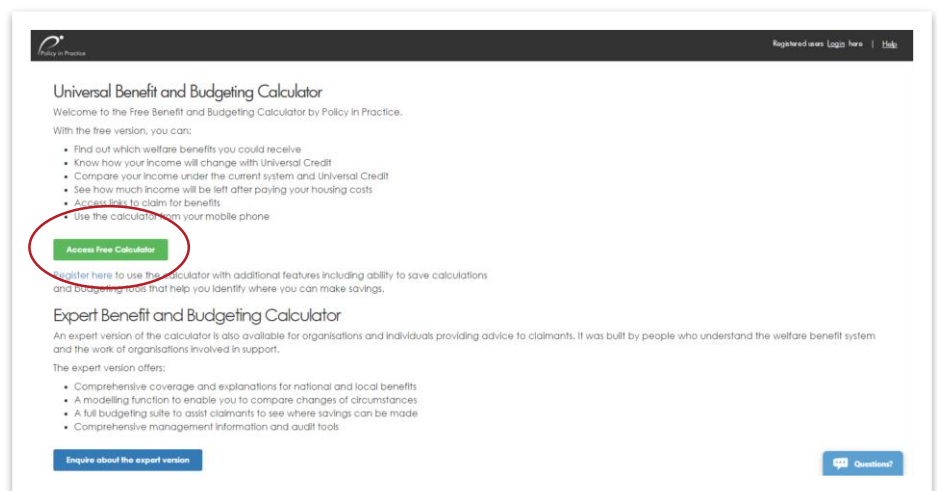 Policy in Practice
Registered users Login here | Help
Universal Benefit and Budgeting Calculator
Welcome to the Free Benefit and Budgeting Calculator by Policy in Practice.
With the free version, you can:
• Find out which welfare benefits you could receive
• Know how your income will change with Universal Credit
• Compare your income under the current system and Universal Credit
• See how much income will be left after paying your housing costs
• Access links to claim for benefits
• Use the calculator from your mobile phone
Access Free Calculator
Register here to use the calculator with additional features including ability to save calculations
and budgeting tools that help you identify where you can make savings.
Expert Benefit and Budgeting Calculator
An expert version of the calculator is also available for organisations and individuals providing advice to claimants. It was built by people who understand the welfare benefit system
and the work of organisations involved in support.
The expert version offers:
• Comprehensive coverage and explanations for national and local benefits
• A modelling function to enable you to compare changes of circumstances
• A full budgeting suite to assist claimants to see where savings can be made
• Comprehensive management information and audit tools
Enquire about the expert version
Questions?